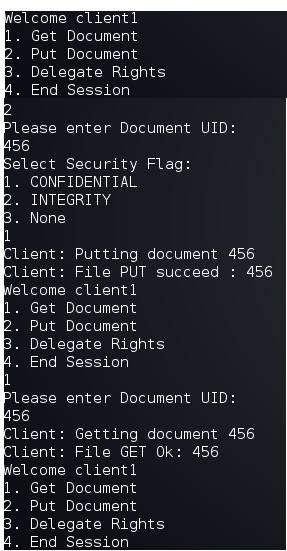 Welcome client1
1. Get Document
2. Put Document
3. Delegate Rights
4. End Session
2
Please enter Document UID:
456
Select Security Flag:
1. CONFIDENTIAL
2. INTEGRITY
3. None
1
Client: Putting document 456
Client: File PUT succeed : 456
Welcome client1
1. Get Document
2. Put Document
3. Delegate Rights
4. End Session
1
Please enter Document UID:
456
Client: Getting document 456
Client: File GET Ok: 456
Welcome client1
1. Get Document
2. Put Document
3. Delegate Rights
4. End Session